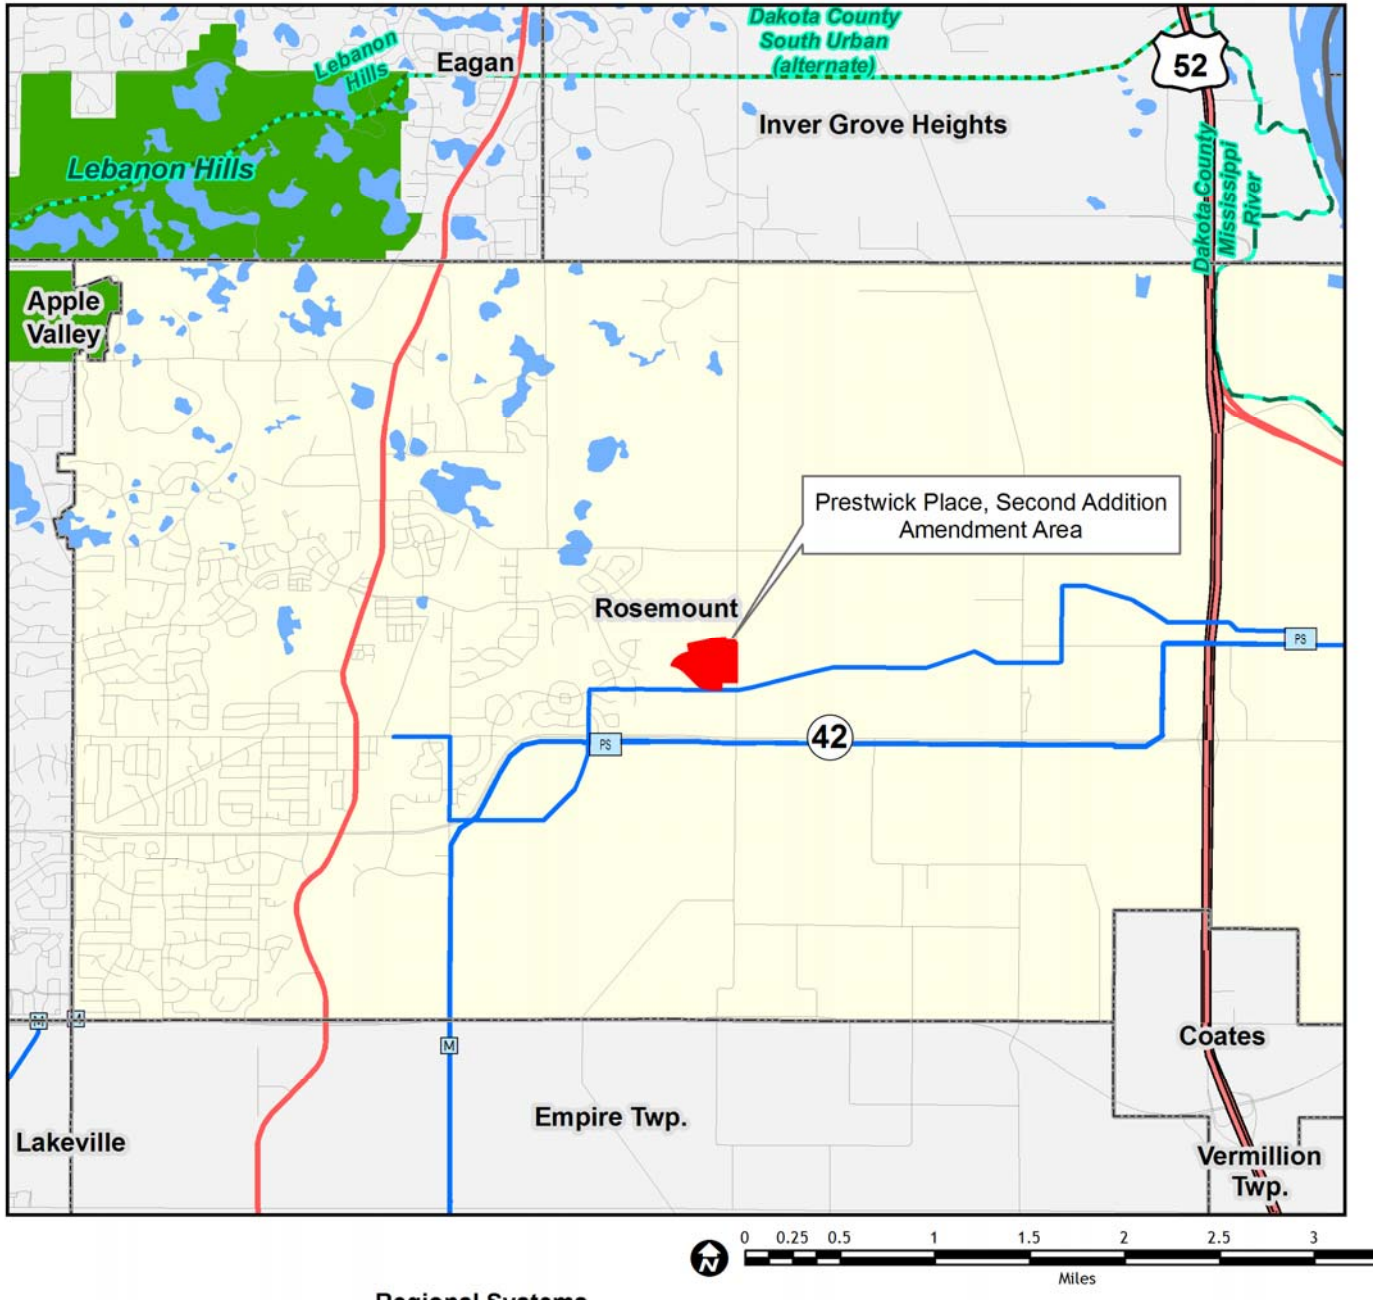 Dakota County
South Urban
(alternate)
Lebanon
Hills
Eagan
52
Inver Grove Heights
Lebanon Hills
Dakota County
Mississippi
River
Apple
Valley
Prestwick Place, Second Addition
Amendment Area
Rosemount
PS
42
PS
M
Coates
Empire Twp.
Lakeville
Vermillion
Twp.
N
0 0.25 0.5 1 1.5 2 2.5 3
Miles
Regional Systems